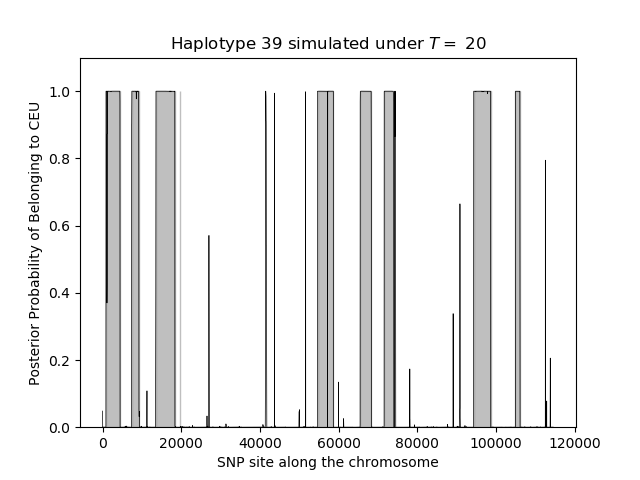 Haplotype 39 simulated under T = 20
Posterior Probability of Belonging to CEU
1.0
0.8
0.6
0.4
0.2
0.0
0 20000 40000 60000 80000 100000 120000
SNP site along the chromosome